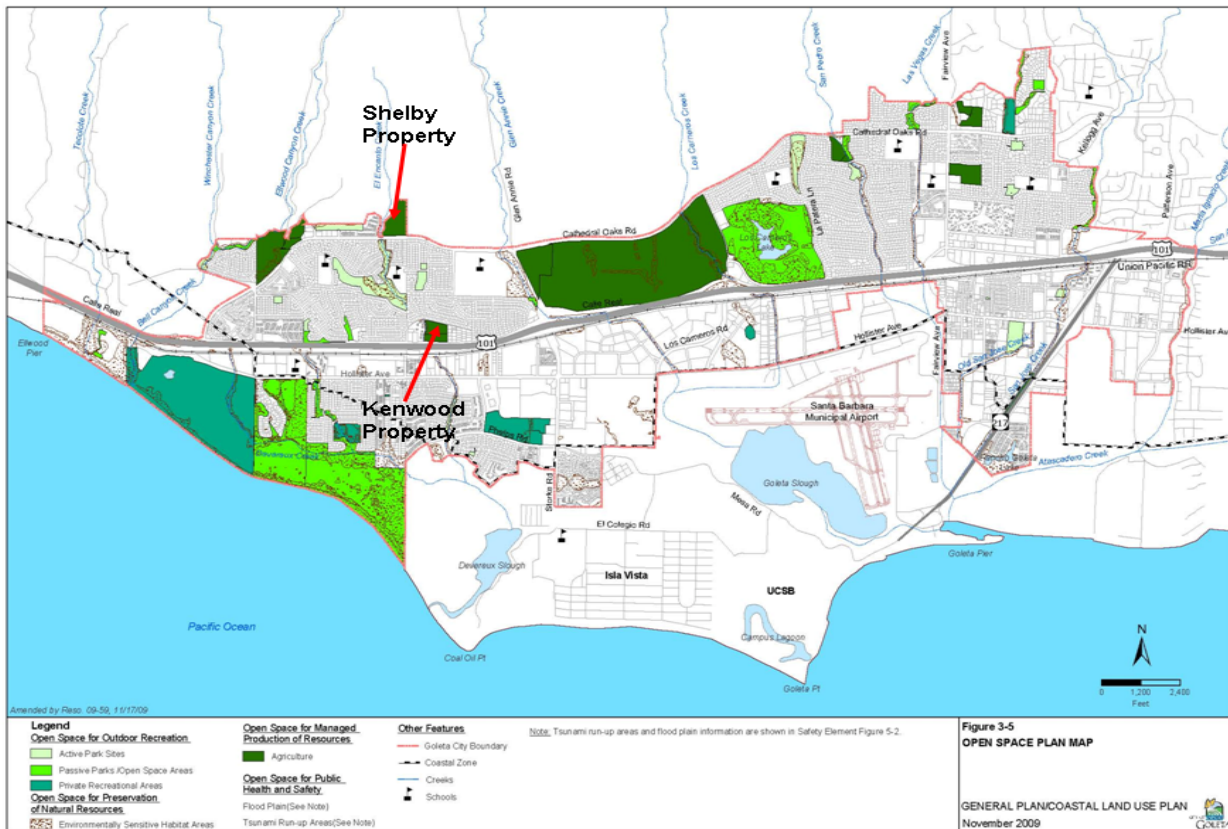 Tecolote Creek
Winchester Canyon Creek
Ellwood Canyon Creek
El Encanto Creek
Glen Annie Creek
Los Carneros Creek
San Pedro Creek
Las Vegas Creek
Fairview Ave
Kellogg Ave
Patterson Ave
Maria Ygnacio Creek
Shelby
Property
Glen Annie Rd
Cathedral Oaks Rd
La Patera Ln
Cathedral Oaks Rd
Los Carneros
Lake
101
Union Pacific RR
Calle Real
Bell Canyon Creek
Calle Real
Los Carneros Rd
Hollister Ave
Fairview Ave
Old San Jose Creek
San Jose Creek
Hollister Ave
Ellwood
Pier
101
Hollister Ave
Kenwood
Property
Phelps Rd
Devereux Creek
Storke Rd
Santa Barbara
Municipal Airport
217
Atascadero Creek
Goleta Slough
Mesa Rd
El Colegio Rd
Goleta Pier
Devereux Slough
Isla Vista
UCSB
Campus Lagoon
Pacific Ocean
Coal Oil Pt
Goleta Pt
N
0 1,200 2,400
Feet
Amended by Reso. 09-59, 11/17/09
Legend
Open Space for Outdoor Recreation
Active Park Sites
Passive Parks /Open Space Areas
Private Recreational Areas
Open Space for Preservation
of Natural Resources
Environmentally Sensitive Habitat Areas
Open Space for Managed
Production of Resources
Agriculture
Open Space for Public
Health and Safety
Flood Plain(See Note)
Tsunami Run-up Areas(See Note)
Other Features
Goleta City Boundary
Coastal Zone
Creeks
Schools
Note: Tsunami run-up areas and flood plain information are shown in Safety Element Figure 5-2.
Figure 3-5
OPEN SPACE PLAN MAP
GENERAL PLAN/COASTAL LAND USE PLAN
November 2009
GOLETA